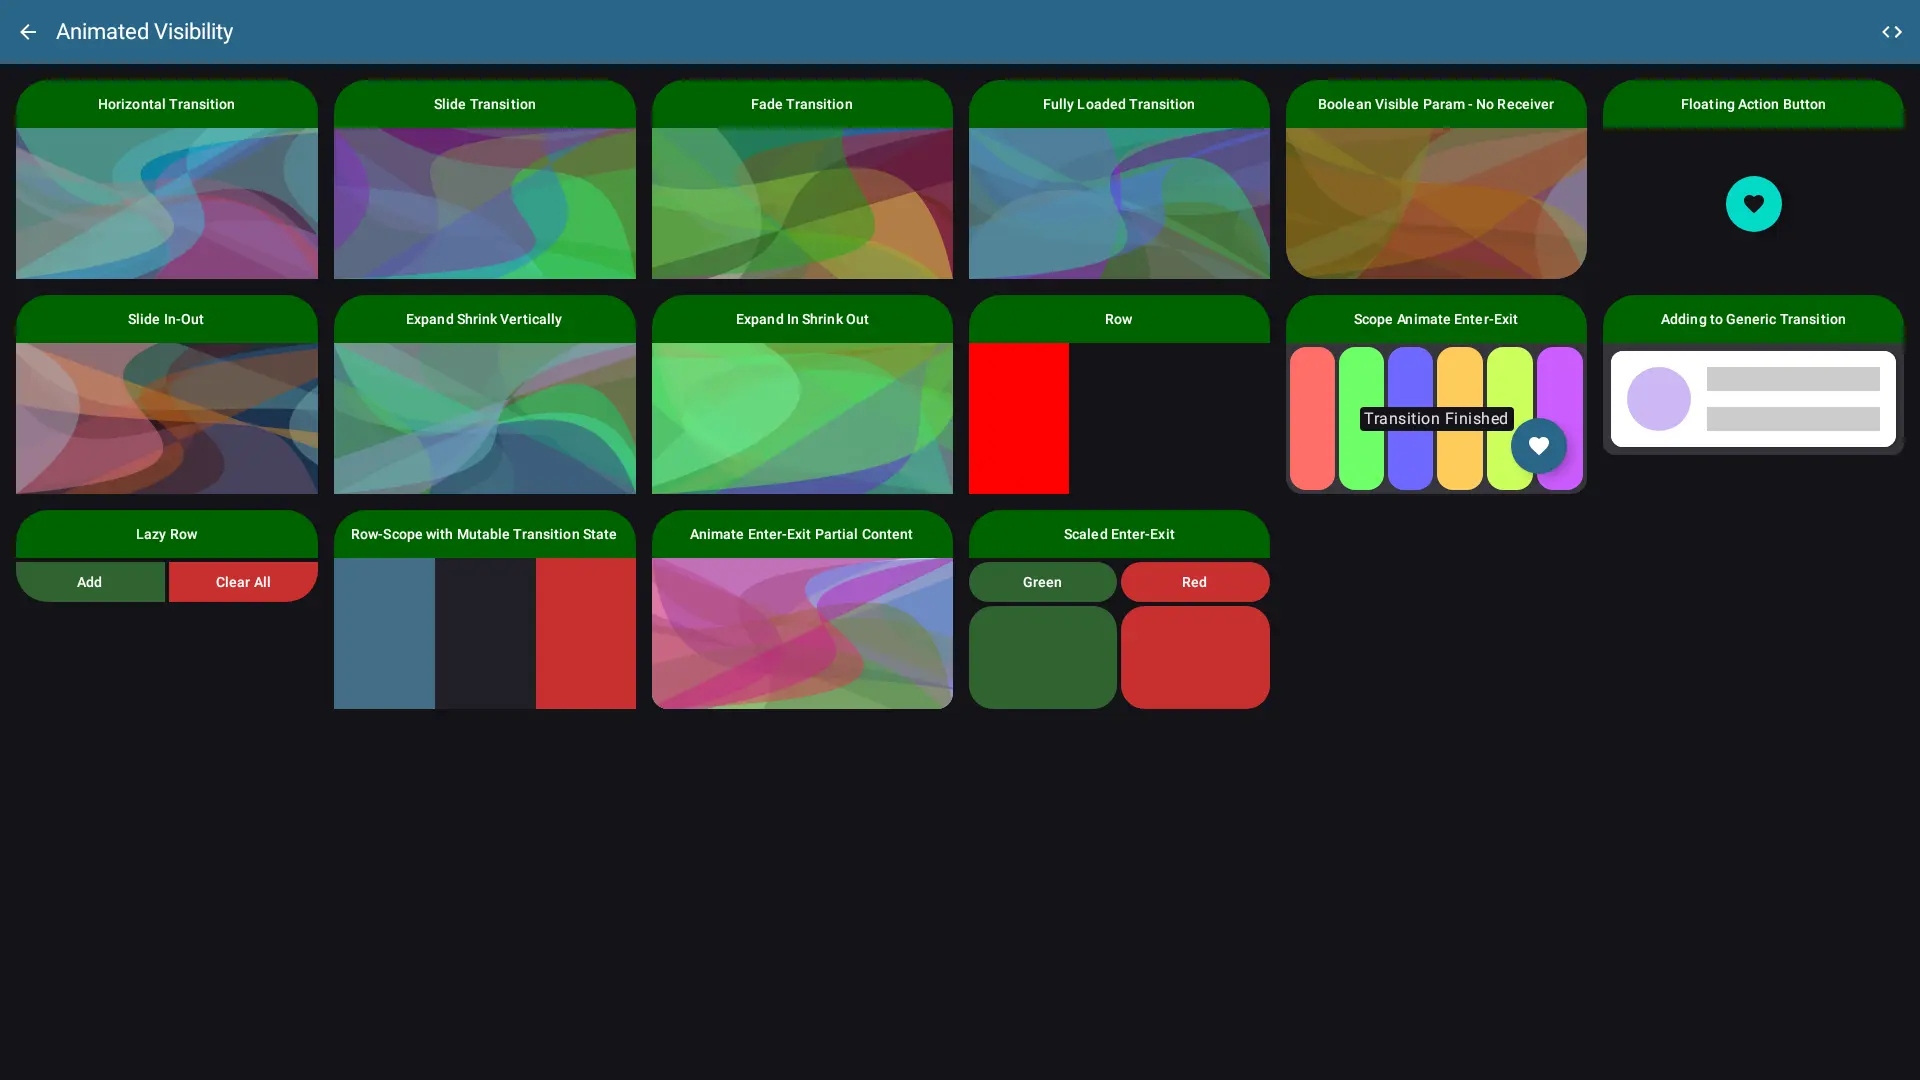 Animated Visibility
Horizontal Transition
Slide Transition
Fade Transition
Fully Loaded Transition
Boolean Visible Param - No Receiver
Floating Action Button
Slide In-Out
Expand Shrink Vertically
Expand In Shrink Out
Row
Scope Animate Enter-Exit
Adding to Generic Transition
Transition Finished
Lazy Row
Row-Scope with Mutable Transition State
Animate Enter-Exit Partial Content
Scaled Enter-Exit
Add
Clear All
Green
Red